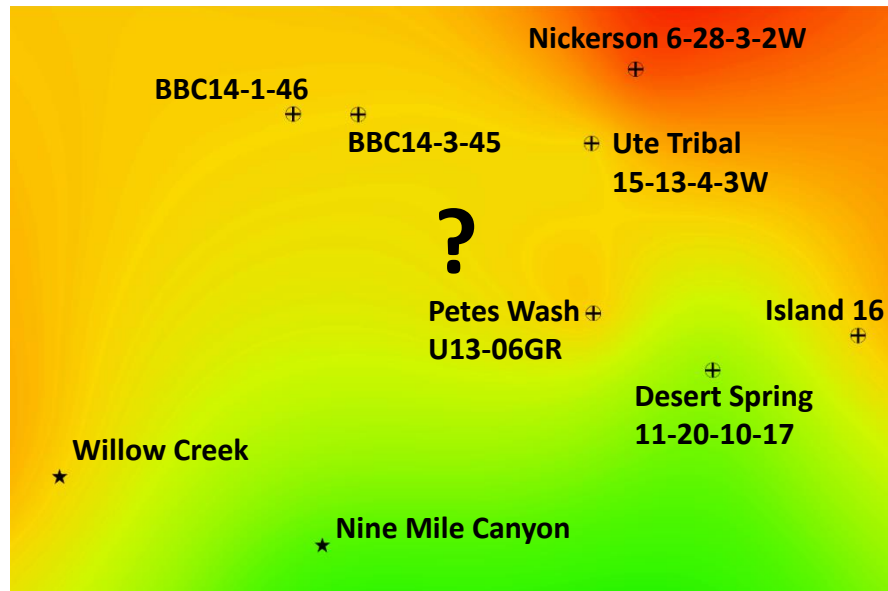 Nickerson 6-28-3-2W
BBC14-1-46
BBC14-3-45
Ute Tribal
15-13-4-3W
?
Petes Wash
U13-06GR
Island 16
Desert Spring
11-20-10-17
Willow Creek
Nine Mile Canyon